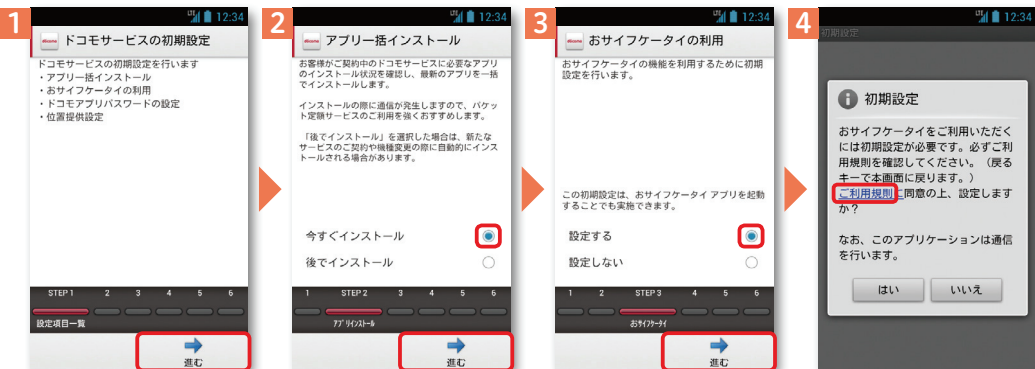 1
LTE 12:34
docomo ドコモサービスの初期設定
ドコモサービスの初期設定を行います
・アプリ一括インストール
・おサイフケータイの利用
・ドコモアプリパスワードの設定
・位置提供設定
STEP 1 2 3 4 5 6
設定項目一覧
進む
2
LTE 12:34
docomo アプリ一括インストール
お客様がご契約中のドコモサービスに必要なアプリ
のインストール状況を確認し、最新のアプリを一括
でインストールします。
インストールの際に通信が発生しますので、パケッ
ト定額サービスのご利用を強くおすすめします。
「後でインストール」を選択した場合は、新たな
サービスのご契約や機種変更の際に自動的にインス
トールされる場合があります。
今すぐインストール
後でインストール
1 STEP 2 3 4 5 6
アプリインストール
進む
3
LTE 12:34
docomo おサイフケータイの利用
おサイフケータイの機能を利用するために初期
設定を行います。
この初期設定は、おサイフケータイ アプリを起動
することでも実施できます。
設定する
設定しない
1 2 STEP 3 4 5 6
おサイフケータイ
進む
4
LTE 12:34
初期設定
初期設定
おサイフケータイをご利用いただく
には初期設定が必要です。必ずご利
用規則を確認してください。（戻る
キーで本画面に戻ります。）
ご利用規則に同意の上、設定します
か？
なお、このアプリケーションは通信
を行います。
はい いいえ